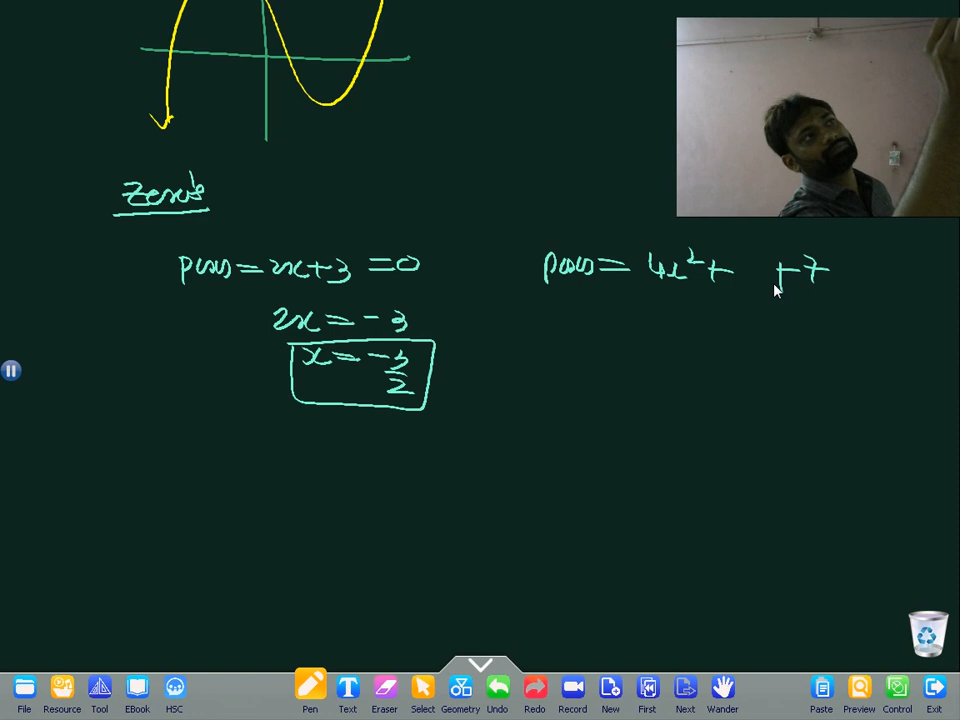 Zero's
p(x) = 2x+3 = 0
p(x) = 4x²+ +7
2x = -3
x = -3/2
File Resource Tool EBook HSC Pen Text Eraser Select Geometry Undo Redo Record New First Next Wander Paste Preview Control Exit